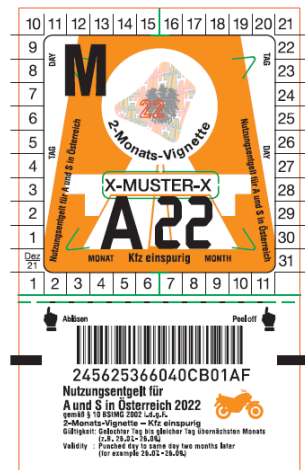 10 11 12 13 14 15 16 17 18 19 20 21
9 22
8 23
7 24
6 25
5 26
4 27
3 28
2 29
1 30
Dez 21 31
1 2 3 4 5 6 7 8 9 10 11
DAY
TAG
M
22
2-Monats-Vignette
TAG
DAY
Nutzungsentgelt für A und S in Österreich
Nutzungsentgelt für A und S in Österreich
X-MUSTER-X
A 22
MONAT Kfz einspurig MONTH
Ablösen Peel off
245625366040CB01AF
Nutzungsentgelt für
A und S in Österreich 2022
gemäß § 10 BStMG 2002 i.d.g.F.
2-Monats-Vignette – Kfz einspurig
Gültigkeit: Gelochter Tag bis gleicher Tag übernächsten Monats
(z.B. 26.01- 26.03)
Validity : Punched day to same day two months later
(for example 26.01- 26.03)